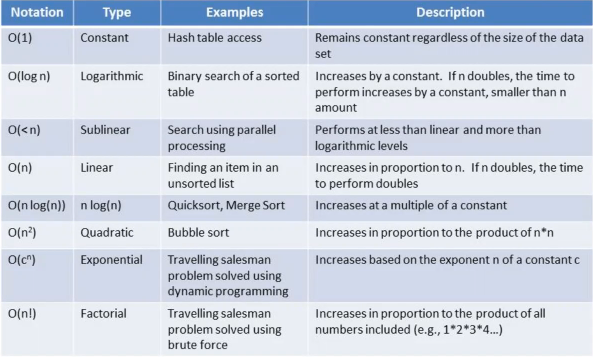 Notation Type Examples Description
O(1) Constant Hash table access Remains constant regardless of the size of the data
set
O(log n) Logarithmic Binary search of a sorted Increases by a constant. If n doubles, the time to
table perform increases by a constant, smaller than n
amount
O(< n) Sublinear Search using parallel Performs at less than linear and more than
processing logarithmic levels
O(n) Linear Finding an item in an Increases in proportion to n. If n doubles, the time
unsorted list to perform doubles
O(n log(n)) n log(n) Quicksort, Merge Sort Increases at a multiple of a constant
O(n²) Quadratic Bubble sort Increases in proportion to the product of n*n
O(cⁿ) Exponential Travelling salesman Increases based on the exponent n of a constant c
problem solved using
dynamic programming
O(n!) Factorial Travelling salesman Increases in proportion to the product of all
problem solved using numbers included (e.g., 1*2*3*4…)
brute force